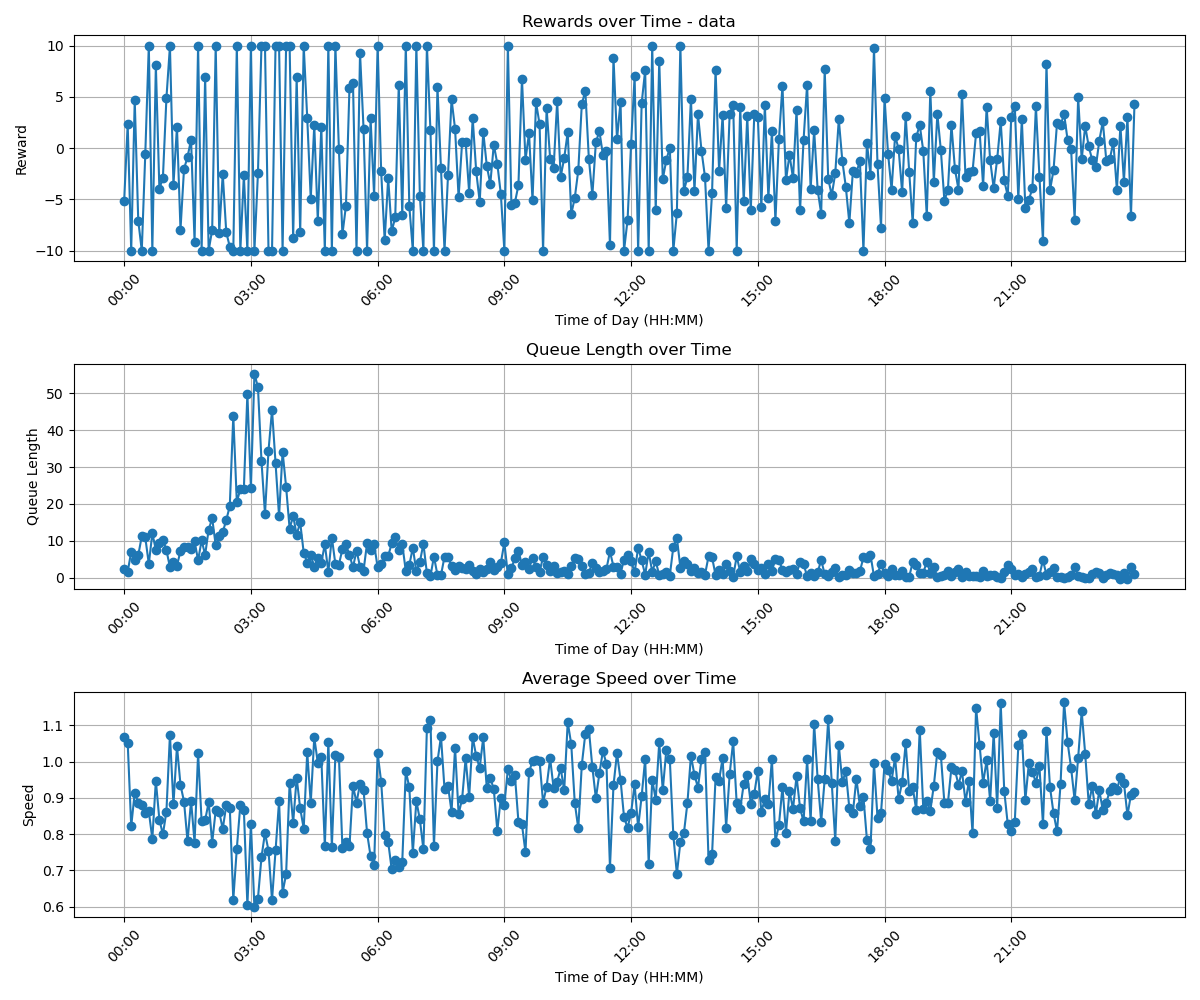 Rewards over Time - data
Reward
10
5
0
−5
−10
00:00 03:00 06:00 09:00 12:00 15:00 18:00 21:00
Time of Day (HH:MM)
Queue Length over Time
Queue Length
50
40
30
20
10
0
00:00 03:00 06:00 09:00 12:00 15:00 18:00 21:00
Time of Day (HH:MM)
Average Speed over Time
Speed
1.1
1.0
0.9
0.8
0.7
0.6
00:00 03:00 06:00 09:00 12:00 15:00 18:00 21:00
Time of Day (HH:MM)